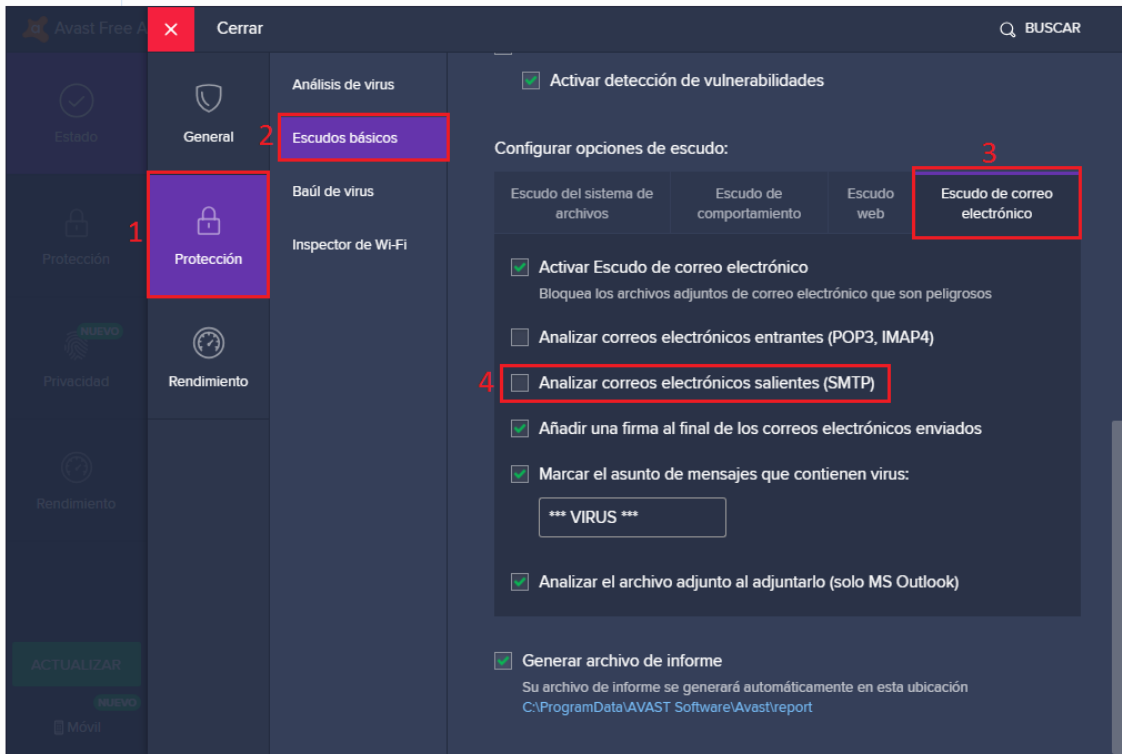 Avast Free A
Cerrar
BUSCAR
Estado
Protección
NUEVO
Privacidad
Rendimiento
ACTUALIZAR
NUEVO
Móvil
General
1
Protección
Rendimiento
Análisis de virus
2
Escudos básicos
Baúl de virus
Inspector de Wi-Fi
Activar detección de vulnerabilidades
Configurar opciones de escudo:
3
Escudo del sistema de
archivos
Escudo de
comportamiento
Escudo
web
Escudo de correo
electrónico
Activar Escudo de correo electrónico
Bloquea los archivos adjuntos de correo electrónico que son peligrosos
Analizar correos electrónicos entrantes (POP3, IMAP4)
4
Analizar correos electrónicos salientes (SMTP)
Añadir una firma al final de los correos electrónicos enviados
Marcar el asunto de mensajes que contienen virus:
*** VIRUS ***
Analizar el archivo adjunto al adjuntarlo (solo MS Outlook)
Generar archivo de informe
Su archivo de informe se generará automáticamente en esta ubicación
C:\ProgramData\AVAST Software\Avast\report